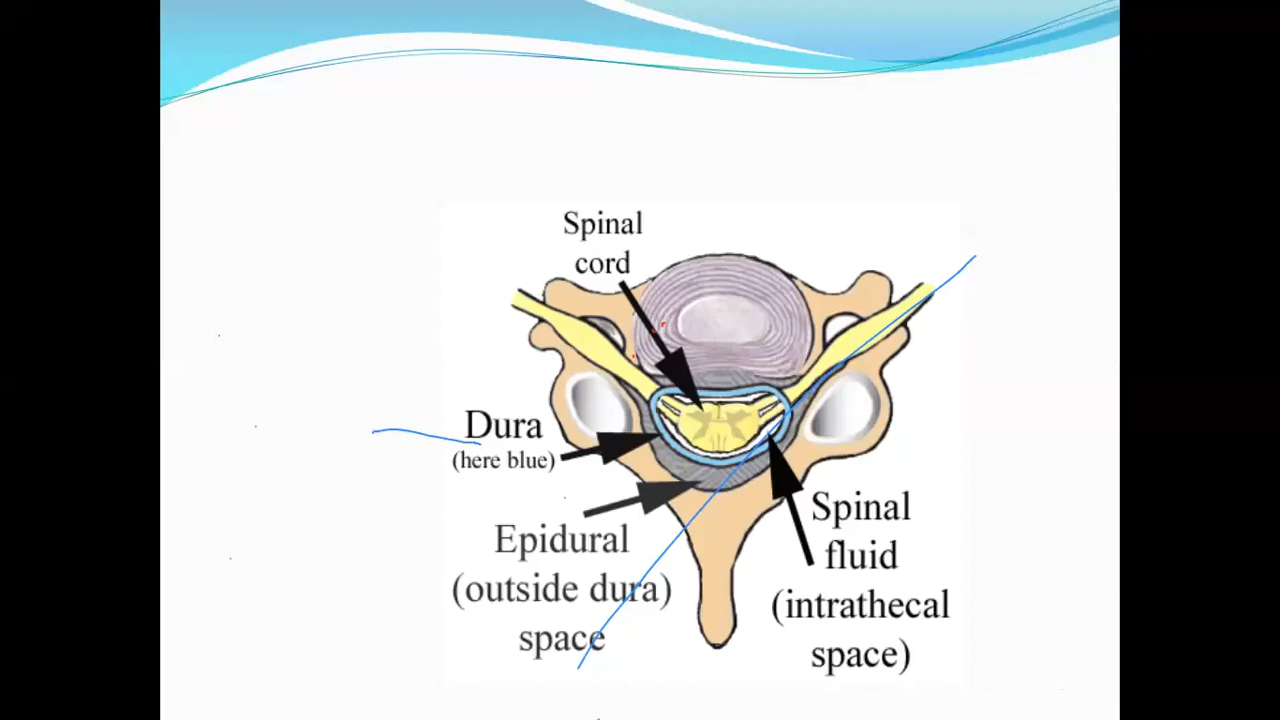 Spinal
cord
Dura
(here blue)
Epidural
(outside dura)
space
Spinal
fluid
(intrathecal
space)